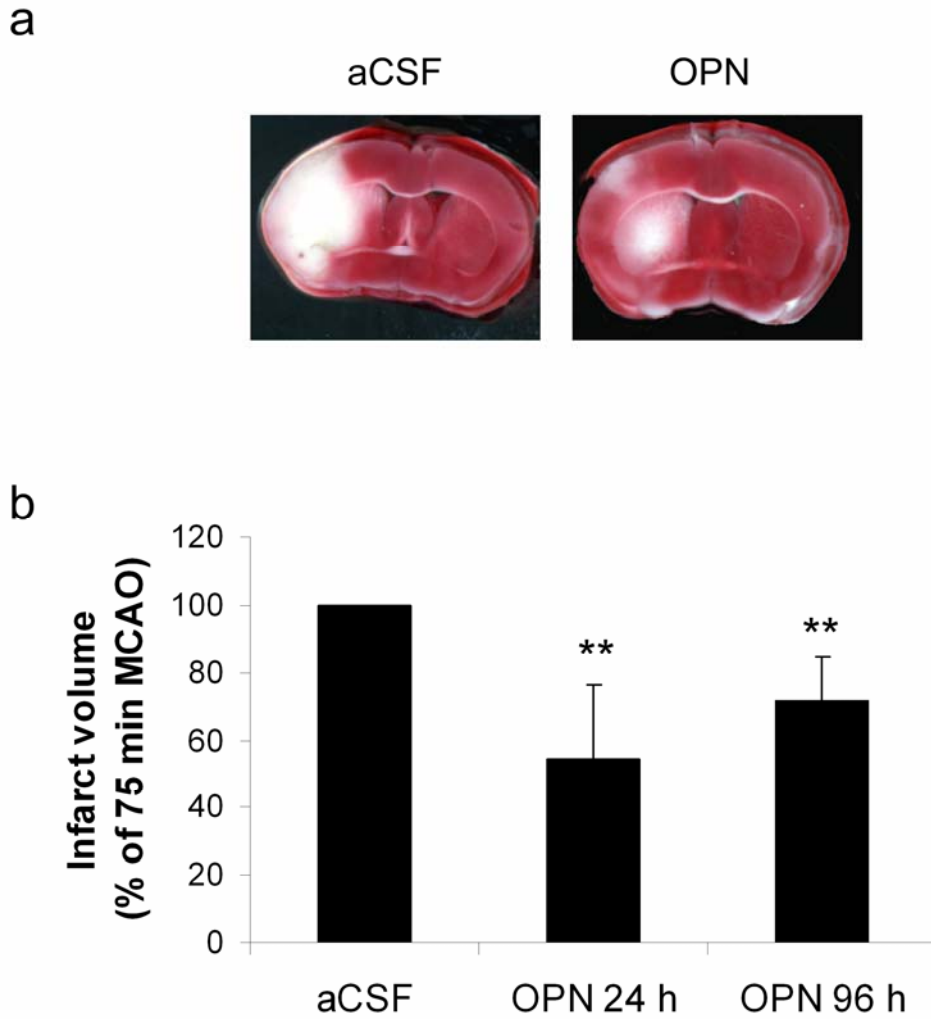 a
aCSF
OPN
b
Infarct volume
(% of 75 min MCAO)
120
100
80
60
40
20
0
**
**
aCSF
OPN 24 h
OPN 96 h